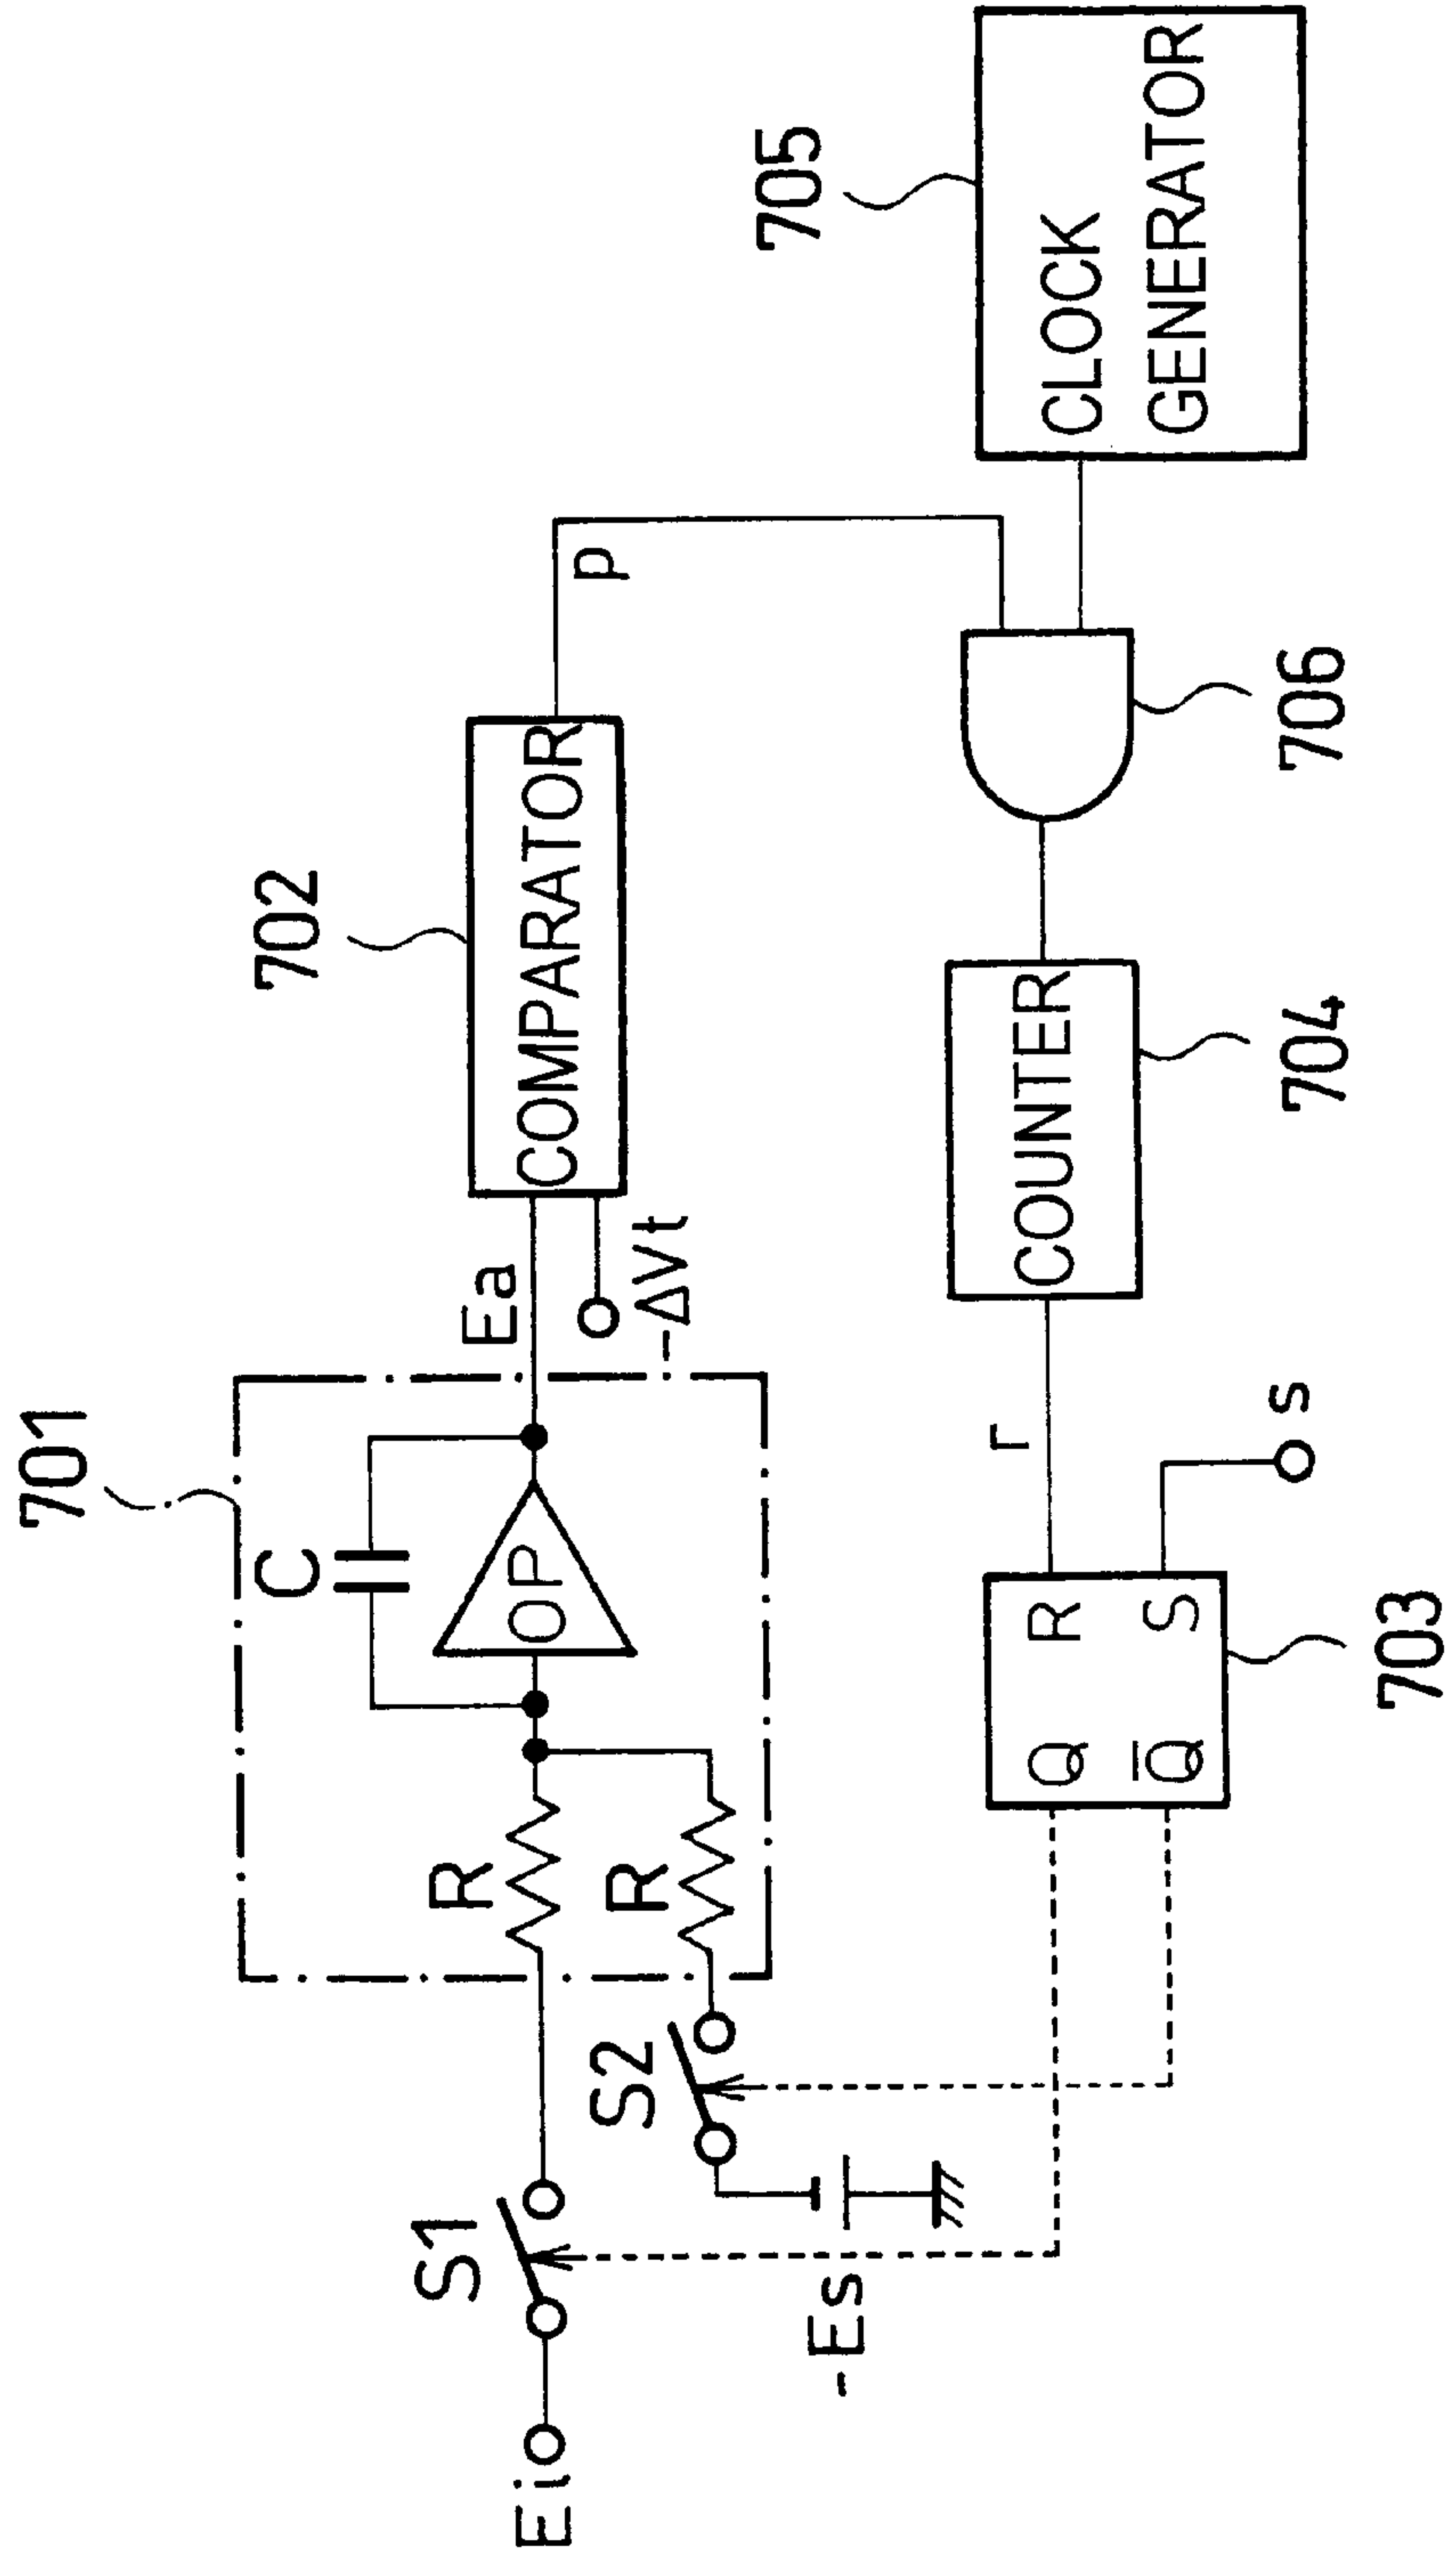 701
702
C
R
OP
Ea
COMPARATOR
p
S1
Ei
S2
R
-ΔVt
705
-Es
Q
R
r
COUNTER
CLOCK
GENERATOR
Q̅
S
s
703
704
706